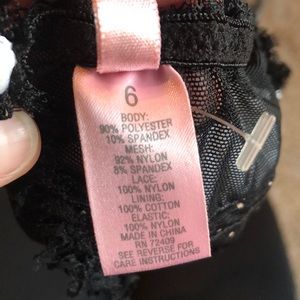 6
BODY:
90% POLYESTER
10% SPANDEX
MESH:
92% NYLON
8% SPANDEX
LACE:
100% NYLON
LINING:
100% COTTON
ELASTIC:
100% NYLON
MADE IN CHINA
RN 72409
SEE REVERSE FOR
CARE INSTRUCTIONS